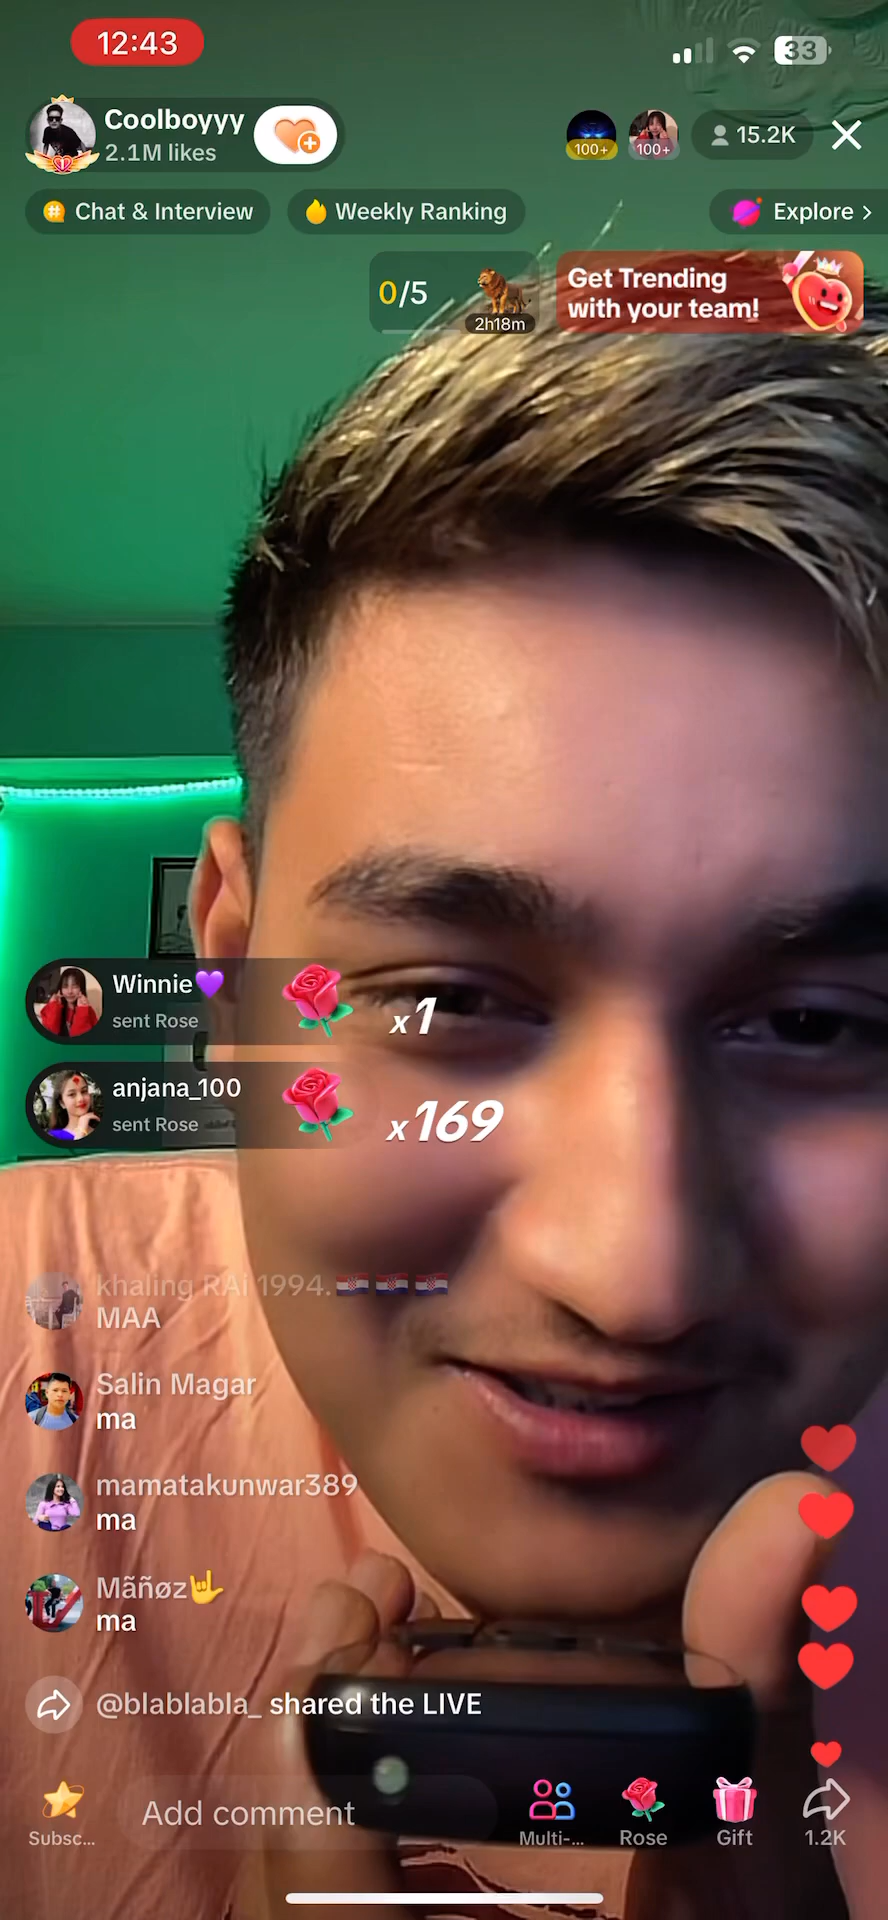 12:43
33
Coolboyyy
2.1M likes
100+
100+
15.2K
Chat & Interview
Weekly Ranking
Explore >
0/5
2h18m
Get Trending
with your team!
Winnie💜
sent Rose
x1
anjana_100
sent Rose
x169
khaling RAi 1994.🇭🇷🇭🇷🇭🇷
MAA
Salin Magar
ma
mamatakunwar389
ma
Mãñøz🤟
ma
@blablabla_ shared the LIVE
Subsc...
Add comment
Multi-...
Rose
Gift
1.2K